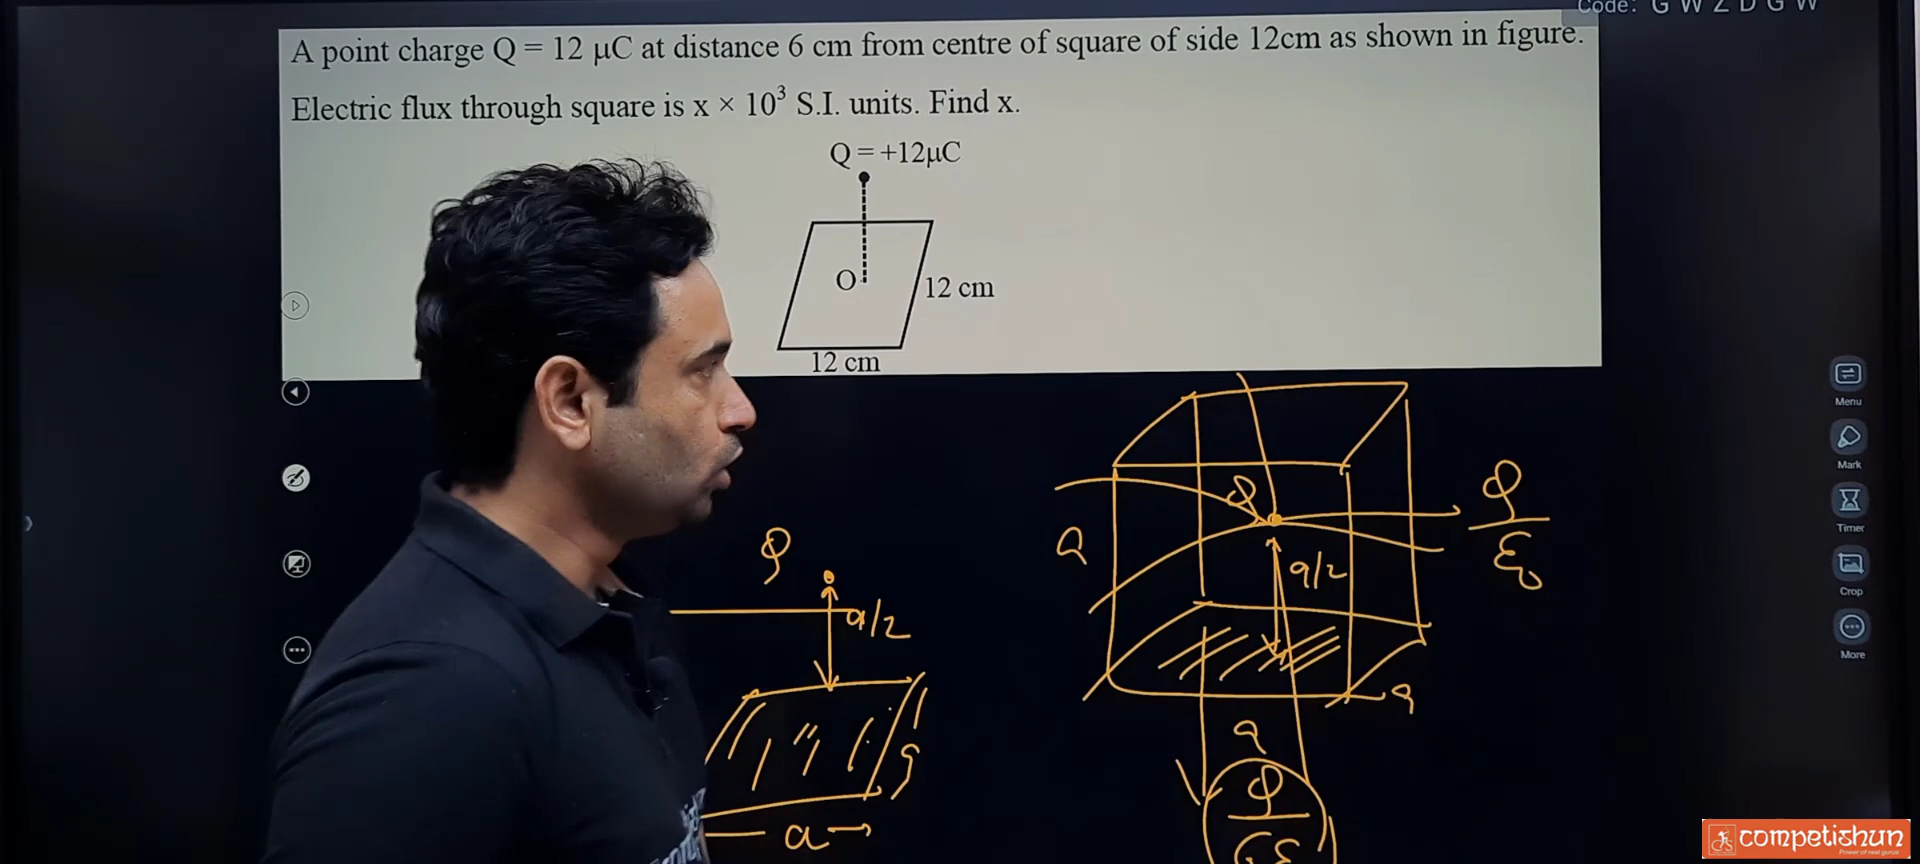 Code: G W Z D G W
A point charge Q = 12 μC at distance 6 cm from centre of square of side 12cm as shown in figure.
Electric flux through square is x × 10³ S.I. units. Find x.
Q = +12μC
O
12 cm
12 cm
Menu
Mark
Timer
Crop
More
Q
a/2
a
a
Q
a
a/2
Q/ε₀
a
a
Q/6ε
competishun